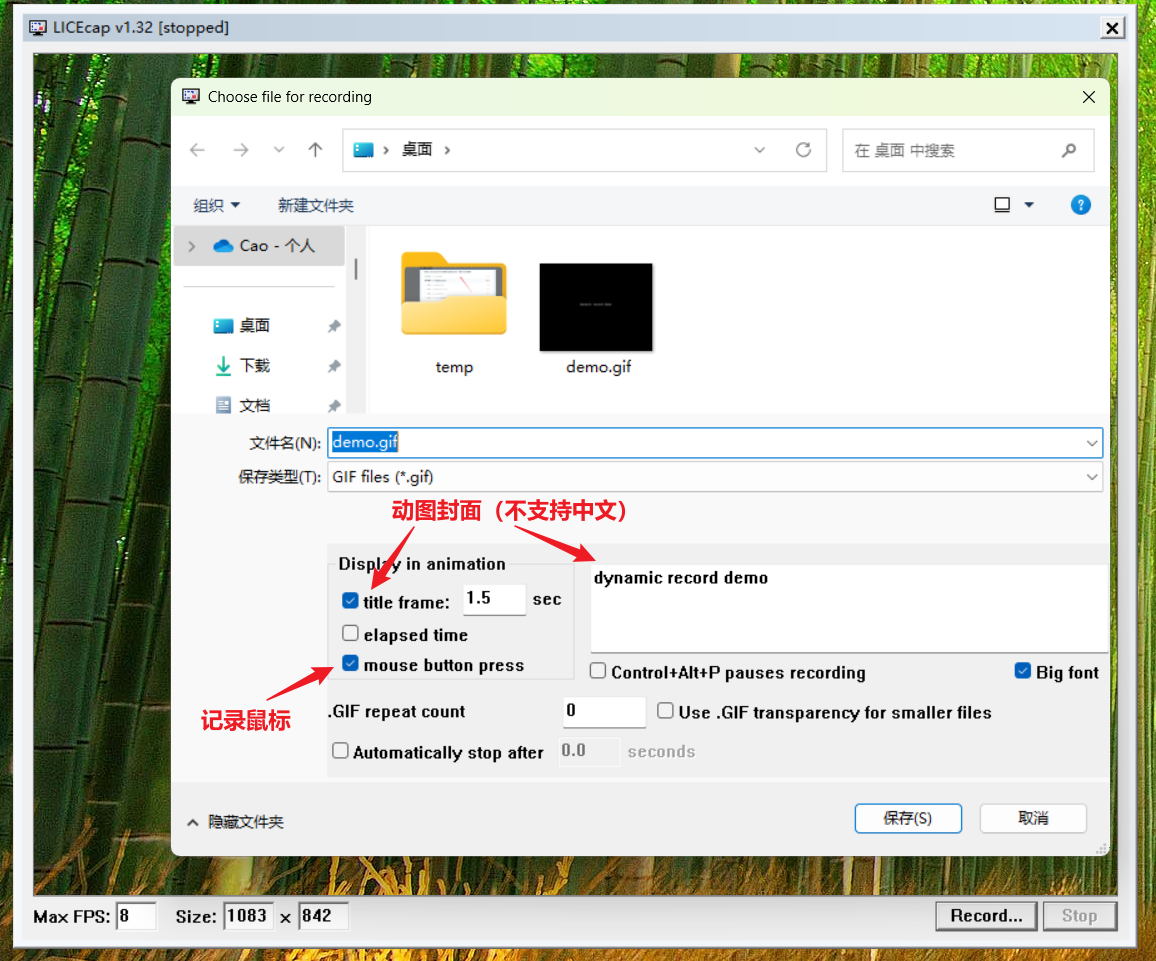 LICEcap v1.32 [stopped]
Choose file for recording
桌面
在 桌面 中搜索
组织
新建文件夹
Cao - 个人
桌面
下载
文档
temp
demo.gif
文件名(N): demo.gif
保存类型(T): GIF files (*.gif)
动图封面（不支持中文）
Display in animation
dynamic record demo
title frame: 1.5 sec
elapsed time
mouse button press
Control+Alt+P pauses recording
Big font
记录鼠标
.GIF repeat count 0
Use .GIF transparency for smaller files
Automatically stop after 0.0 seconds
隐藏文件夹
保存(S)
取消
Max FPS: 8 Size: 1083 x 842
Record...
Stop